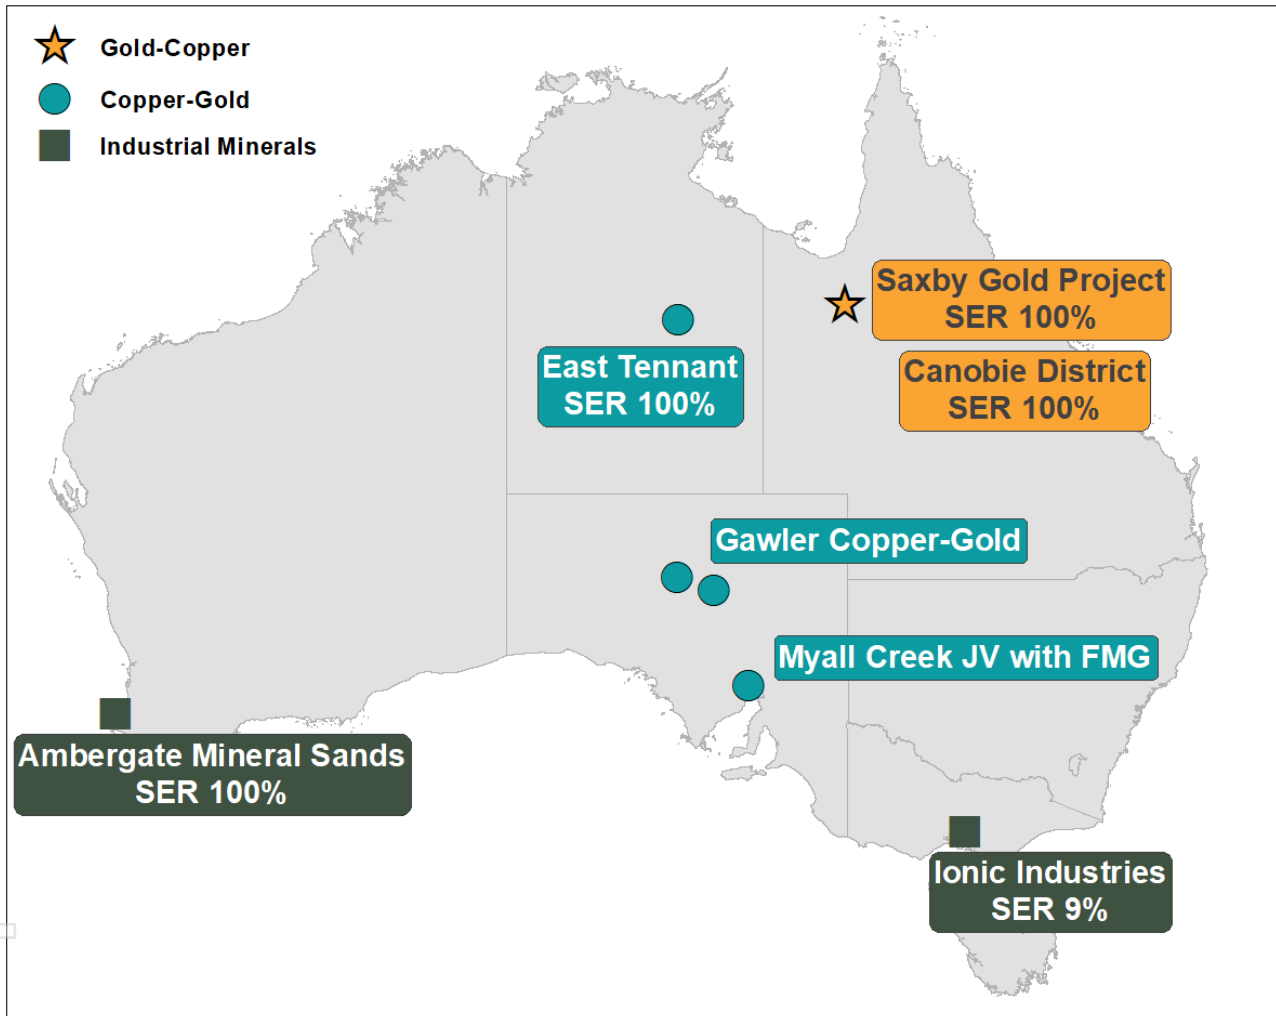 Gold-Copper
Copper-Gold
Industrial Minerals
Saxby Gold Project
SER 100%
East Tennant
SER 100%
Canobie District
SER 100%
Gawler Copper-Gold
Myall Creek JV with FMG
Ambergate Mineral Sands
SER 100%
Ionic Industries
SER 9%